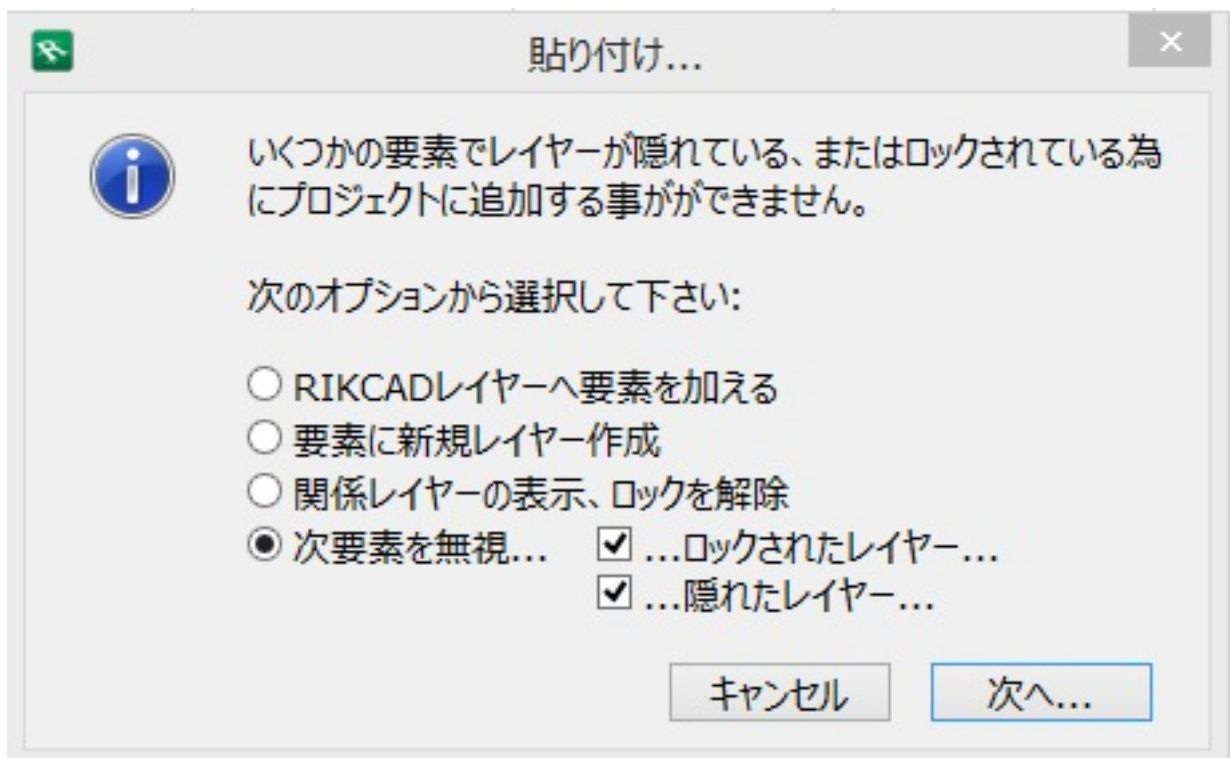 貼り付け...
いくつかの要素でレイヤーが隠れている、またはロックされている為
にプロジェクトに追加する事ががができません。
次のオプションから選択して下さい:
RIKCADレイヤーへ要素を加える
要素に新規レイヤー作成
関係レイヤーの表示、ロックを解除
次要素を無視... ...ロックされたレイヤー...
...隠れたレイヤー...
キャンセル 次へ...